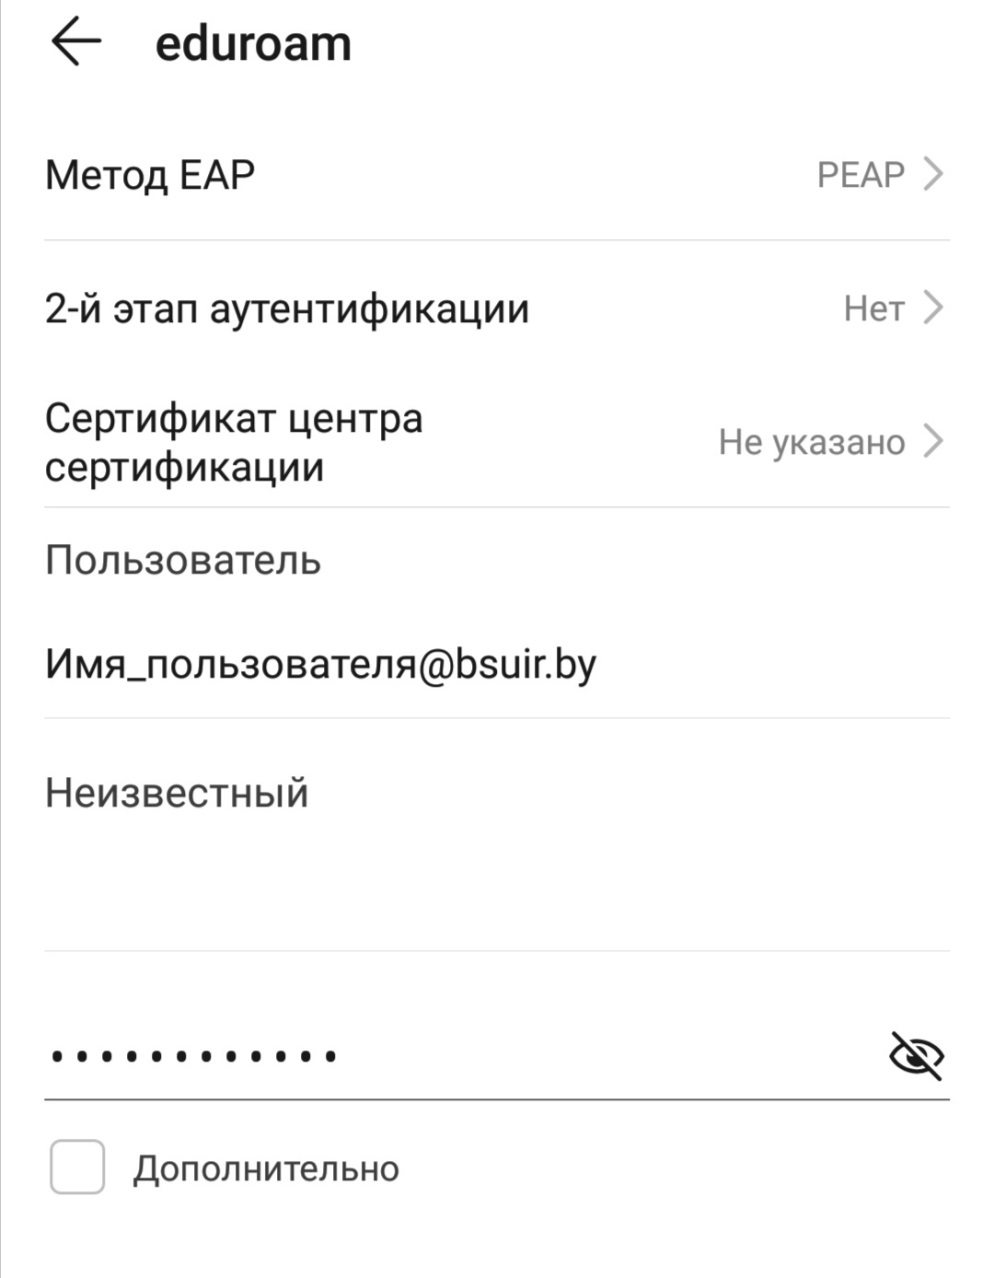 eduroam
Метод EAP
PEAP
2-й этап аутентификации
Нет
Сертификат центра
сертификации
Не указано
Пользователь
Имя_пользователя@bsuir.by
Неизвестный
••••••••••••
Дополнительно